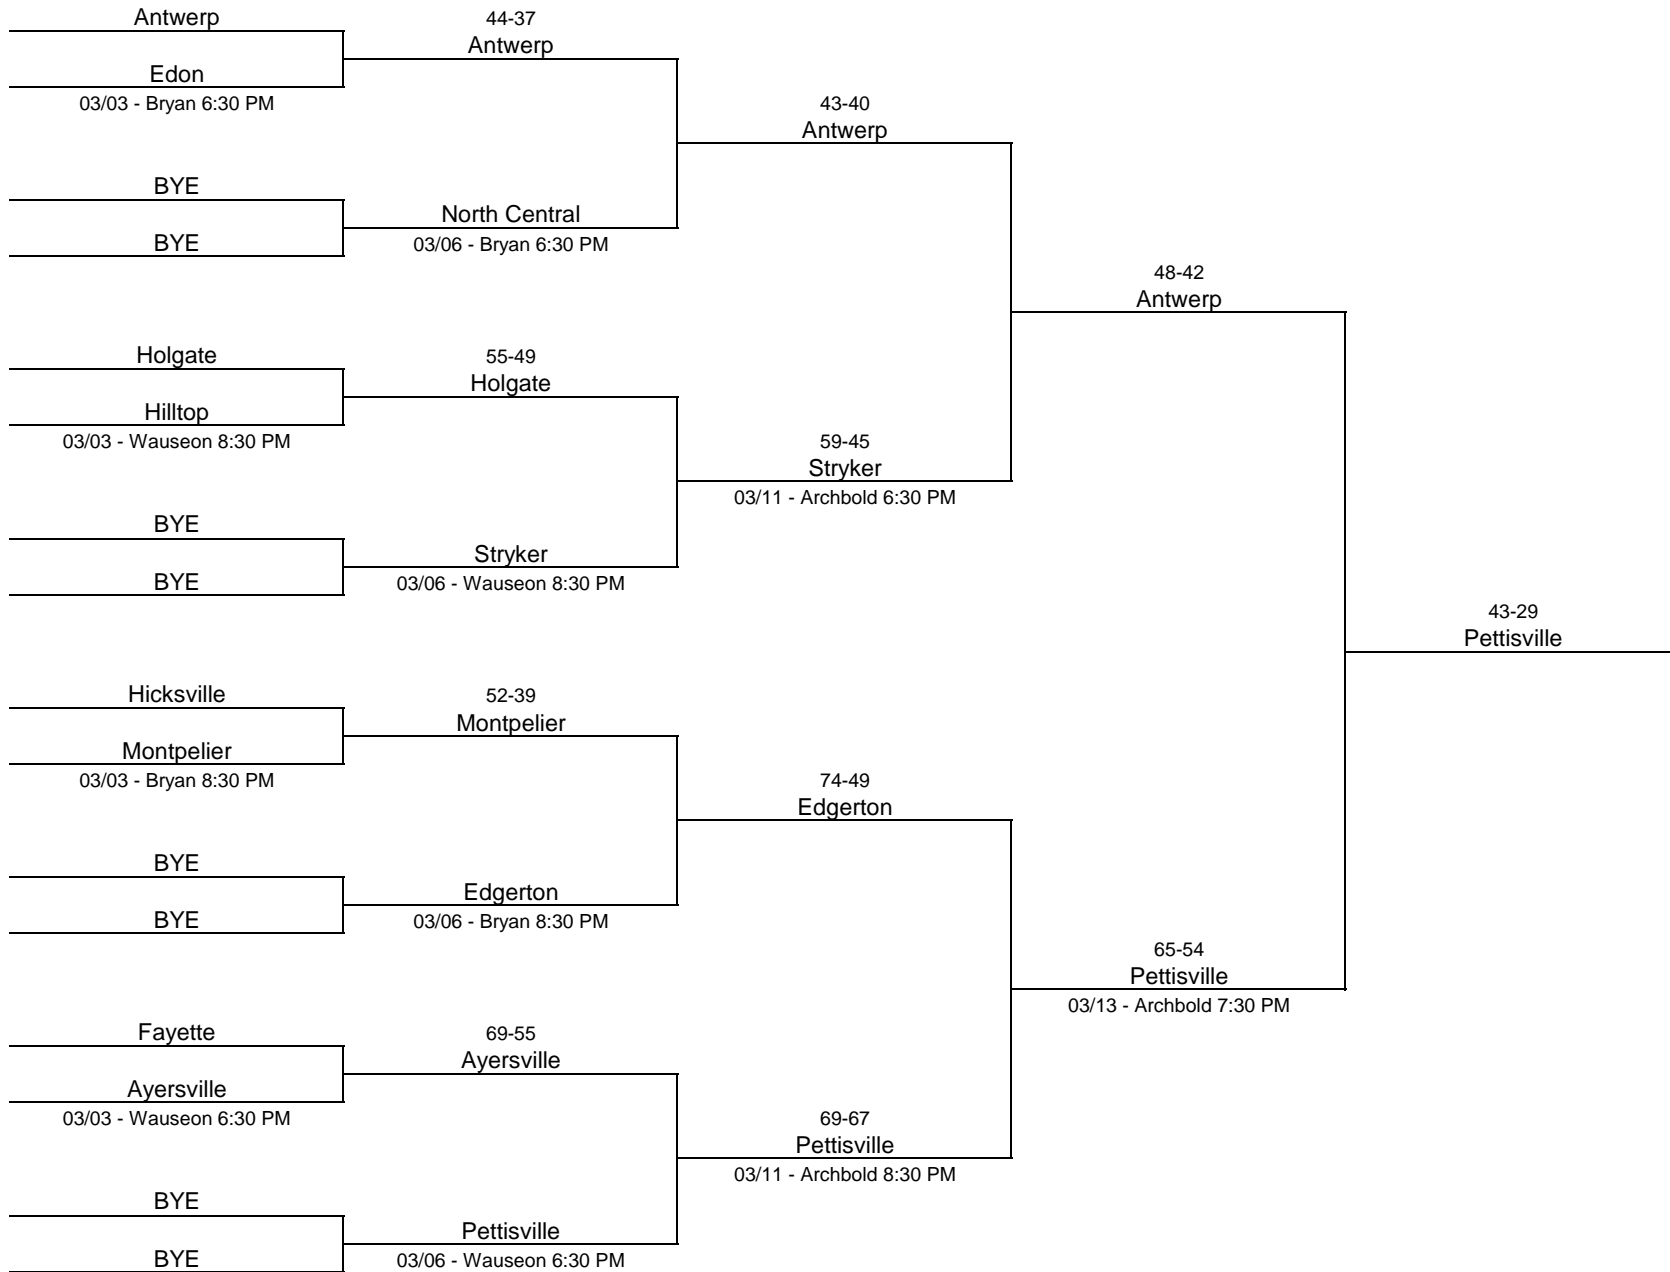 Antwerp
Edon
03/03 - Bryan 6:30 PM
BYE
BYE
Holgate
Hilltop
03/03 - Wauseon 8:30 PM
BYE
BYE
Hicksville
Montpelier
03/03 - Bryan 8:30 PM
BYE
BYE
Fayette
Ayersville
03/03 - Wauseon 6:30 PM
BYE
BYE
44-37
Antwerp
North Central
03/06 - Bryan 6:30 PM
55-49
Holgate
Stryker
03/06 - Wauseon 8:30 PM
52-39
Montpelier
Edgerton
03/06 - Bryan 8:30 PM
69-55
Ayersville
Pettisville
03/06 - Wauseon 6:30 PM
43-40
Antwerp
59-45
Stryker
03/11 - Archbold 6:30 PM
74-49
Edgerton
69-67
Pettisville
03/11 - Archbold 8:30 PM
48-42
Antwerp
65-54
Pettisville
03/13 - Archbold 7:30 PM
43-29
Pettisville